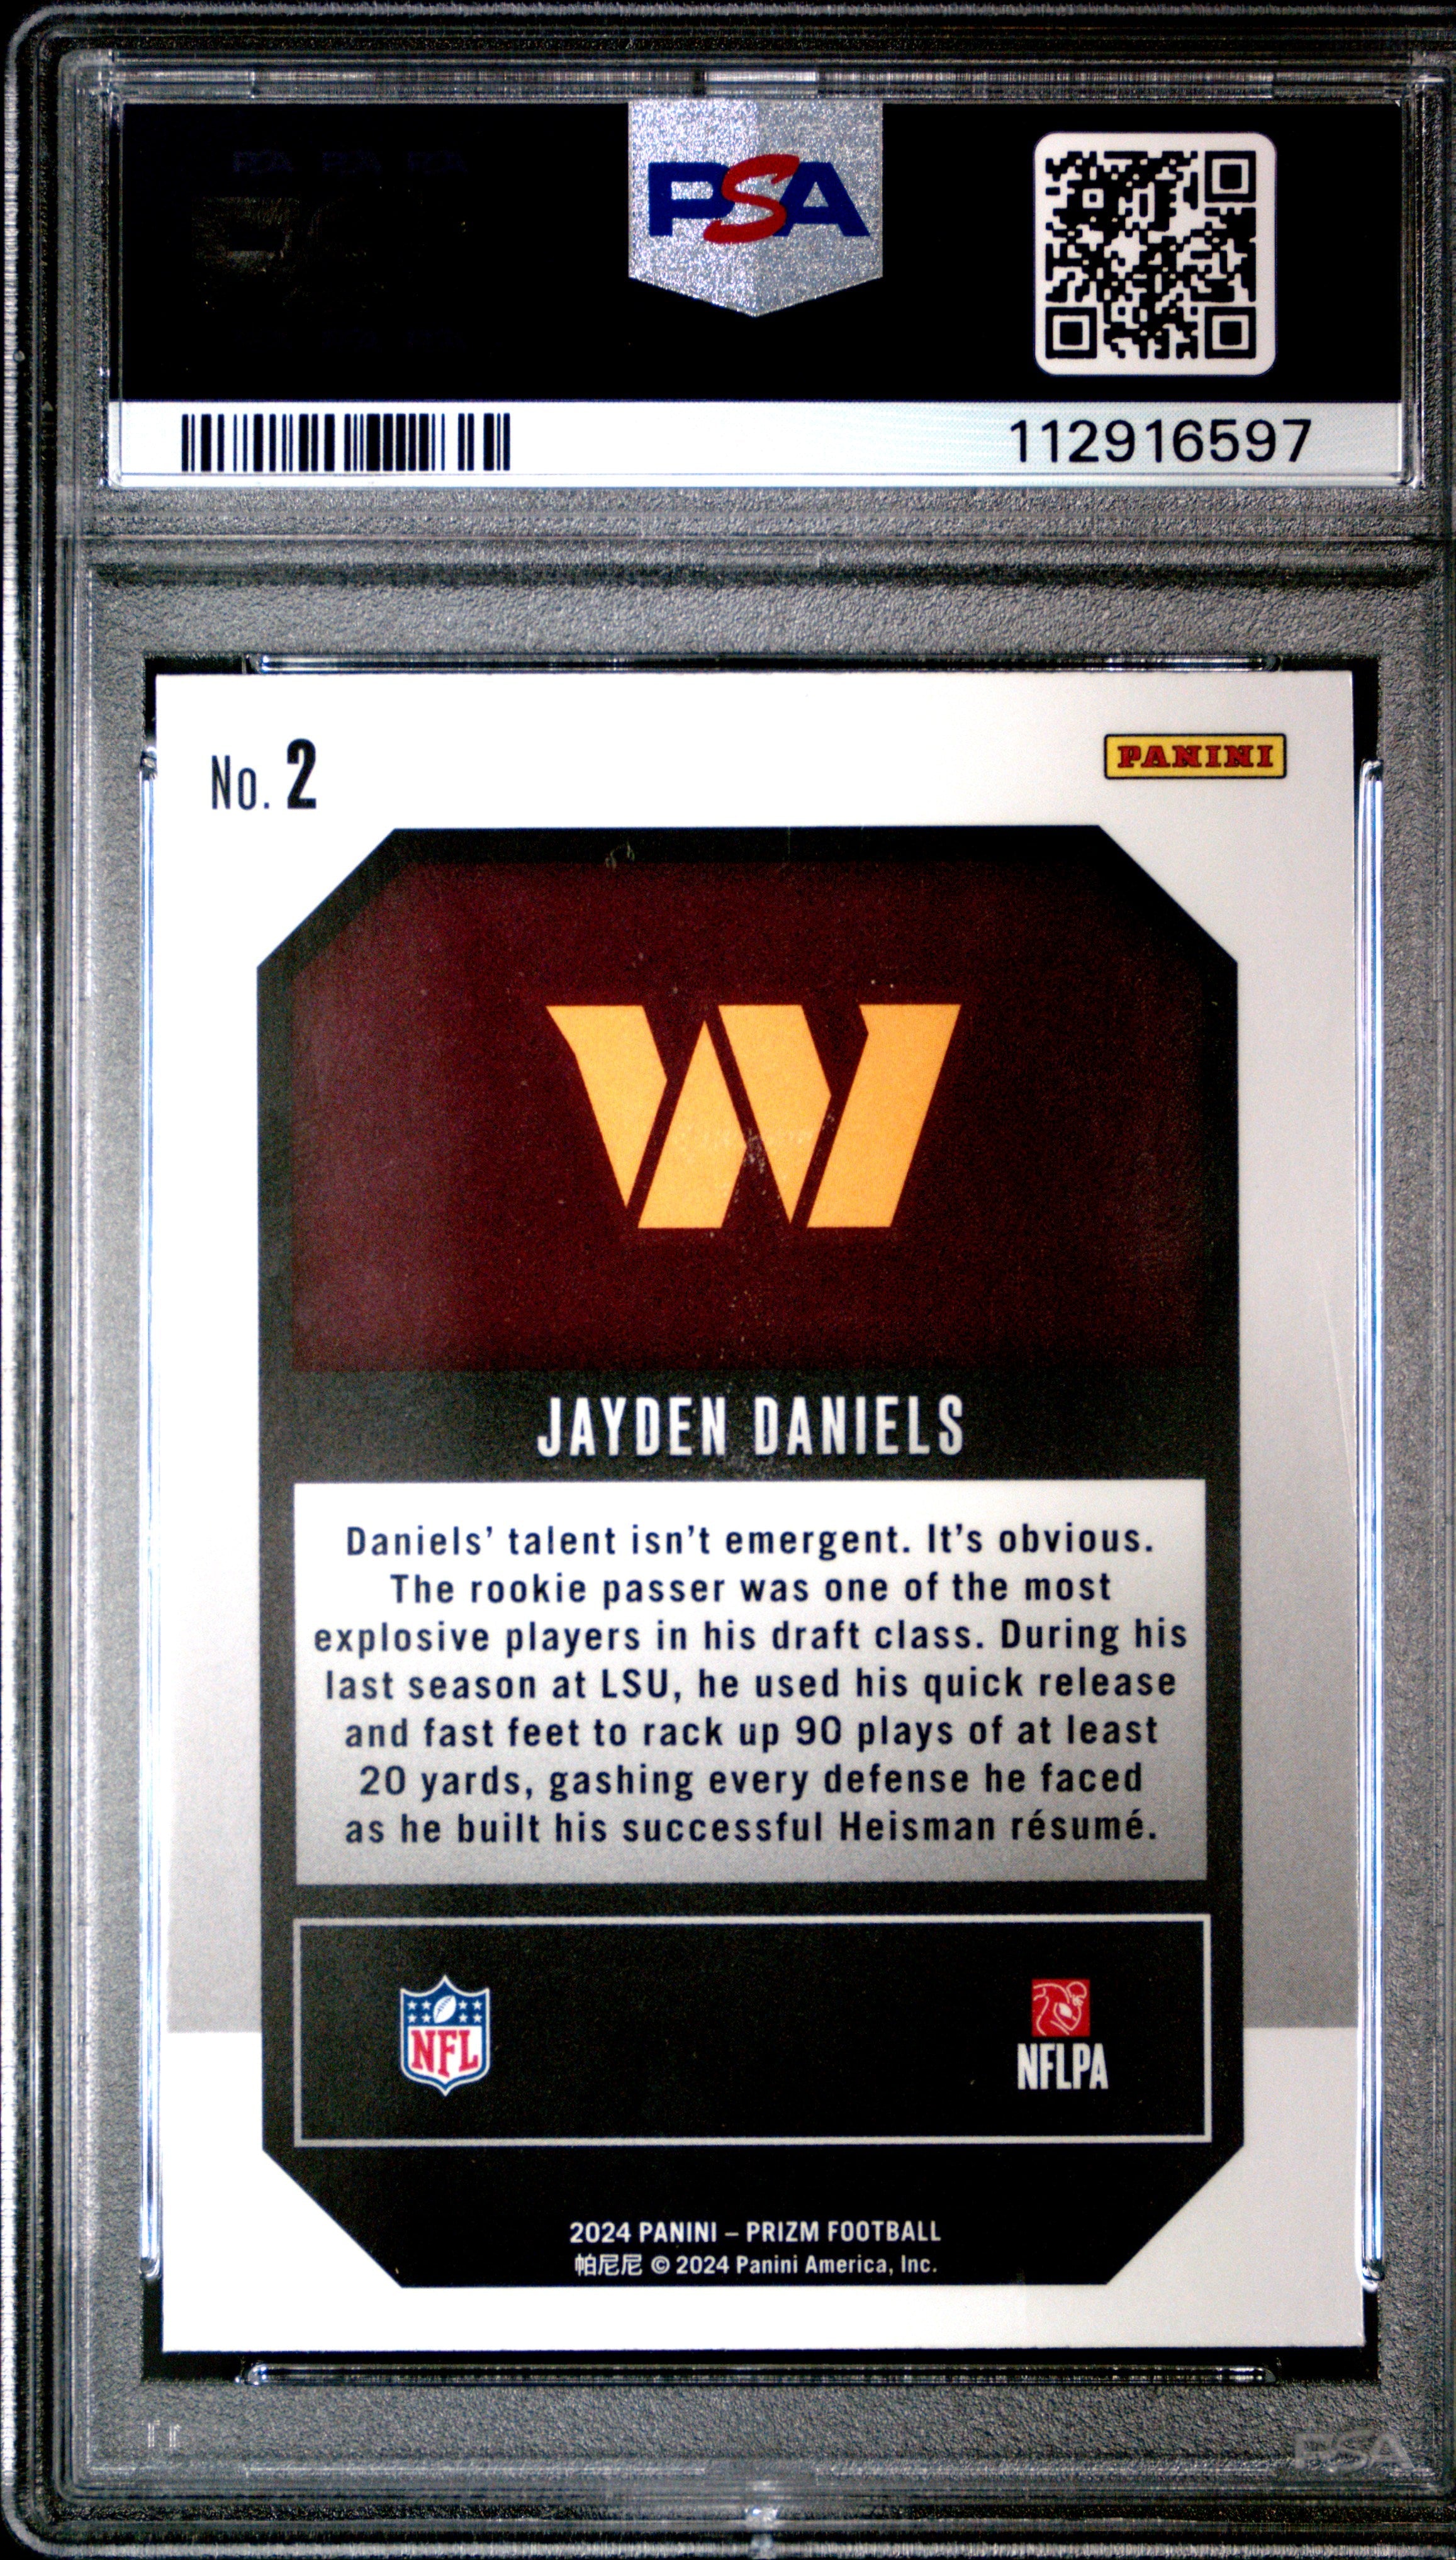 PSA
112916597
No. 2
PANINI
W
JAYDEN DANIELS
Daniels’ talent isn’t emergent. It’s obvious.
The rookie passer was one of the most
explosive players in his draft class. During his
last season at LSU, he used his quick release
and fast feet to rack up 90 plays of at least
20 yards, gashing every defense he faced
as he built his successful Heisman résumé.
NFL
NFLPA
2024 PANINI – PRIZM FOOTBALL
帕尼尼 © 2024 Panini America, Inc.
PSA